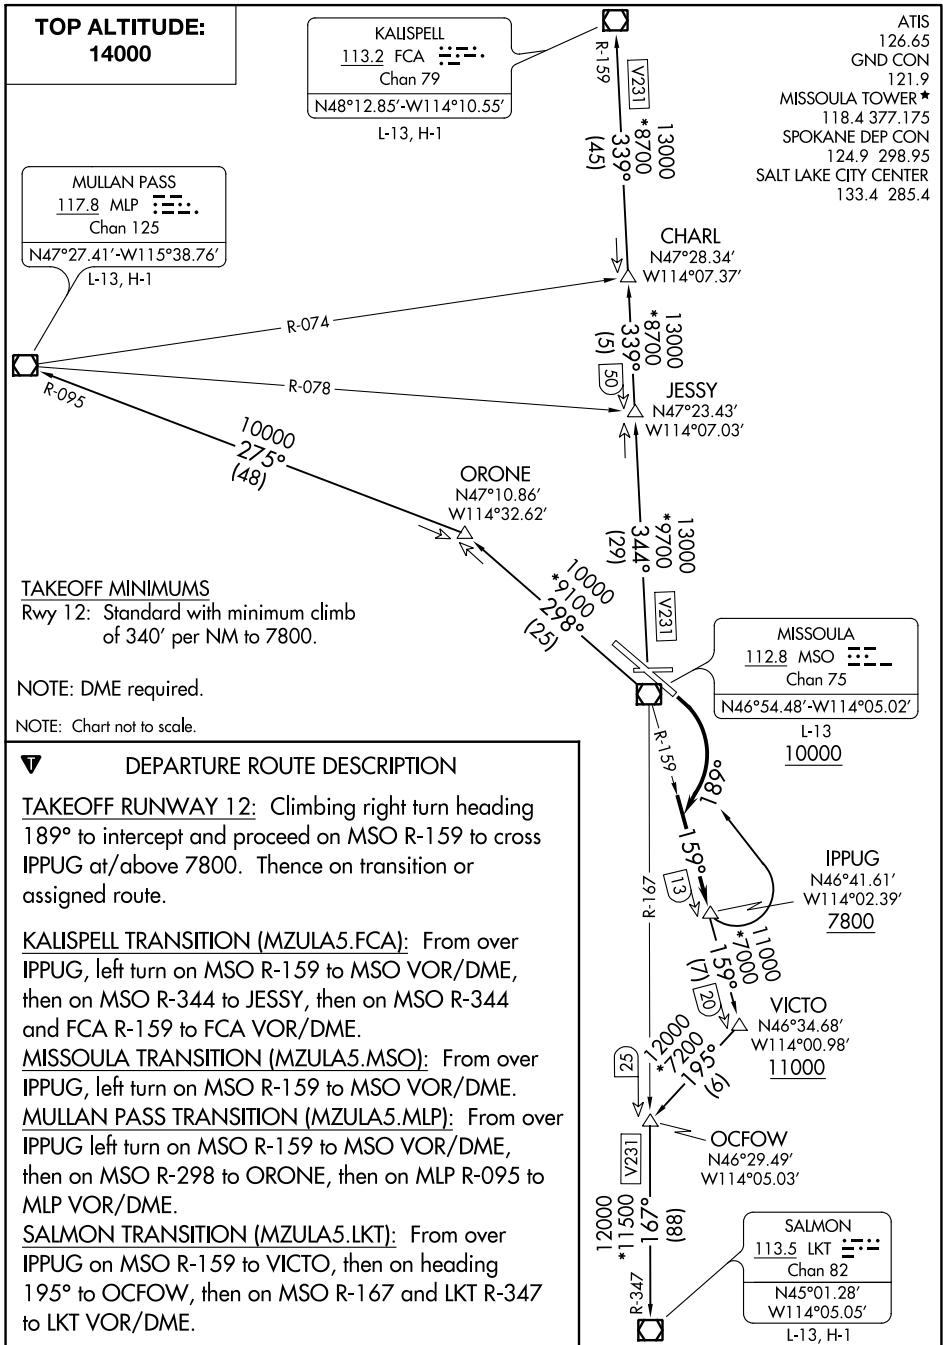 TOP ALTITUDE:
14000
KALISPELL
113.2 FCA
Chan 79
N48°12.85′-W114°10.55′
L-13, H-1
ATIS
126.65
GND CON
121.9
MISSOULA TOWER★
118.4 377.175
SPOKANE DEP CON
124.9 298.95
SALT LAKE CITY CENTER
133.4 285.4
R-159
V231
13000
*8700
339°
(45)
MULLAN PASS
117.8 MLP
Chan 125
N47°27.41′-W115°38.76′
L-13, H-1
CHARL
N47°28.34′
W114°07.37′
R-074
R-078
R-095
13000
*8700
339°
(5)
50
JESSY
N47°23.43′
W114°07.03′
10000
275°
(48)
ORONE
N47°10.86′
W114°32.62′
13000
*9700
344°
(29)
V231
10000
*9100
298°
(25)
TAKEOFF MINIMUMS
Rwy 12: Standard with minimum climb
of 340′ per NM to 7800.
NOTE: DME required.
NOTE: Chart not to scale.
MISSOULA
112.8 MSO
Chan 75
N46°54.48′-W114°05.02′
L-13
10000
R-159
189°
159°
13
R-167
IPPUG
N46°41.61′
W114°02.39′
7800
11000
*7000
159°
(7)
20
VICTO
N46°34.68′
W114°00.98′
11000
12000
*7200
195°
(6)
25
OCFOW
N46°29.49′
W114°05.03′
V231
12000
*11500
167°
(88)
R-347
SALMON
113.5 LKT
Chan 82
N45°01.28′
W114°05.05′
L-13, H-1
T
DEPARTURE ROUTE DESCRIPTION
TAKEOFF RUNWAY 12: Climbing right turn heading
189° to intercept and proceed on MSO R-159 to cross
IPPUG at/above 7800. Thence on transition or
assigned route.
KALISPELL TRANSITION (MZULA5.FCA): From over
IPPUG, left turn on MSO R-159 to MSO VOR/DME,
then on MSO R-344 to JESSY, then on MSO R-344
and FCA R-159 to FCA VOR/DME.
MISSOULA TRANSITION (MZULA5.MSO): From over
IPPUG, left turn on MSO R-159 to MSO VOR/DME.
MULLAN PASS TRANSITION (MZULA5.MLP): From over
IPPUG left turn on MSO R-159 to MSO VOR/DME,
then on MSO R-298 to ORONE, then on MLP R-095 to
MLP VOR/DME.
SALMON TRANSITION (MZULA5.LKT): From over
IPPUG on MSO R-159 to VICTO, then on heading
195° to OCFOW, then on MSO R-167 and LKT R-347
to LKT VOR/DME.